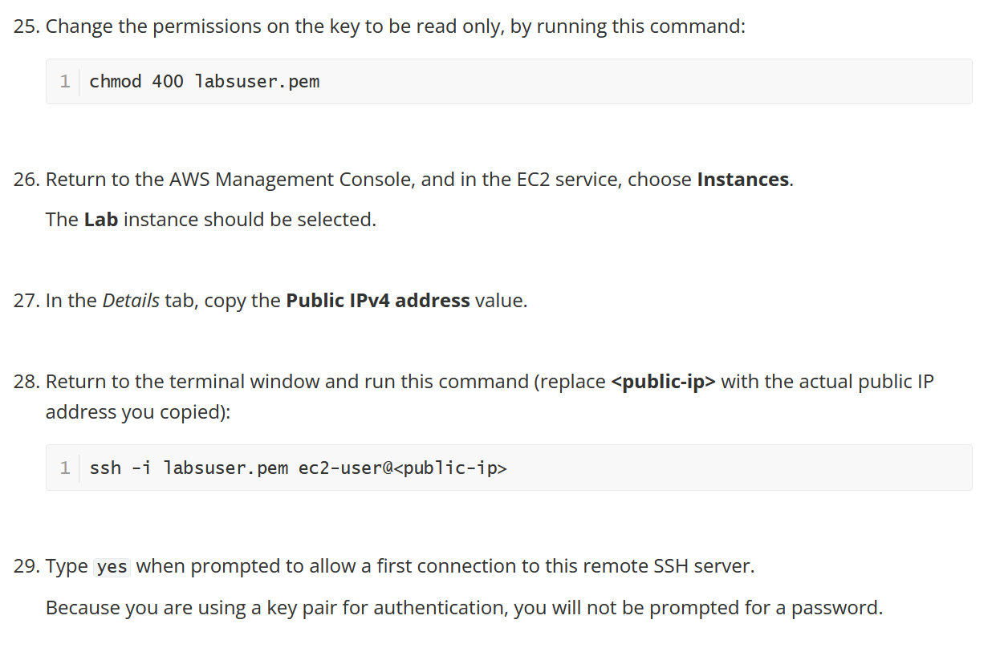 25. Change the permissions on the key to be read only, by running this command:
1 chmod 400 labsuser.pem
26. Return to the AWS Management Console, and in the EC2 service, choose Instances.
The Lab instance should be selected.
27. In the Details tab, copy the Public IPv4 address value.
28. Return to the terminal window and run this command (replace <public-ip> with the actual public IP
address you copied):
1 ssh -i labsuser.pem ec2-user@<public-ip>
29. Type yes when prompted to allow a first connection to this remote SSH server.
Because you are using a key pair for authentication, you will not be prompted for a password.